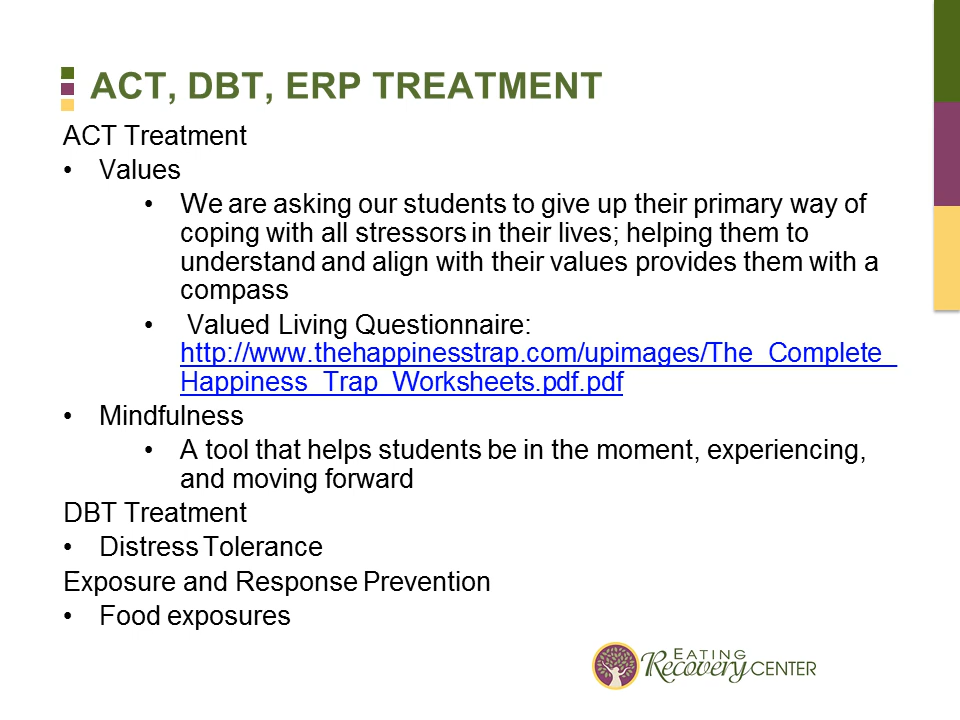 ACT, DBT, ERP TREATMENT
ACT Treatment
• Values
• We are asking our students to give up their primary way of
coping with all stressors in their lives; helping them to
understand and align with their values provides them with a
compass
• Valued Living Questionnaire:
http://www.thehappinesstrap.com/upimages/The_Complete_
Happiness_Trap_Worksheets.pdf.pdf
• Mindfulness
• A tool that helps students be in the moment, experiencing,
and moving forward
DBT Treatment
• Distress Tolerance
Exposure and Response Prevention
• Food exposures
EATING
Recovery CENTER